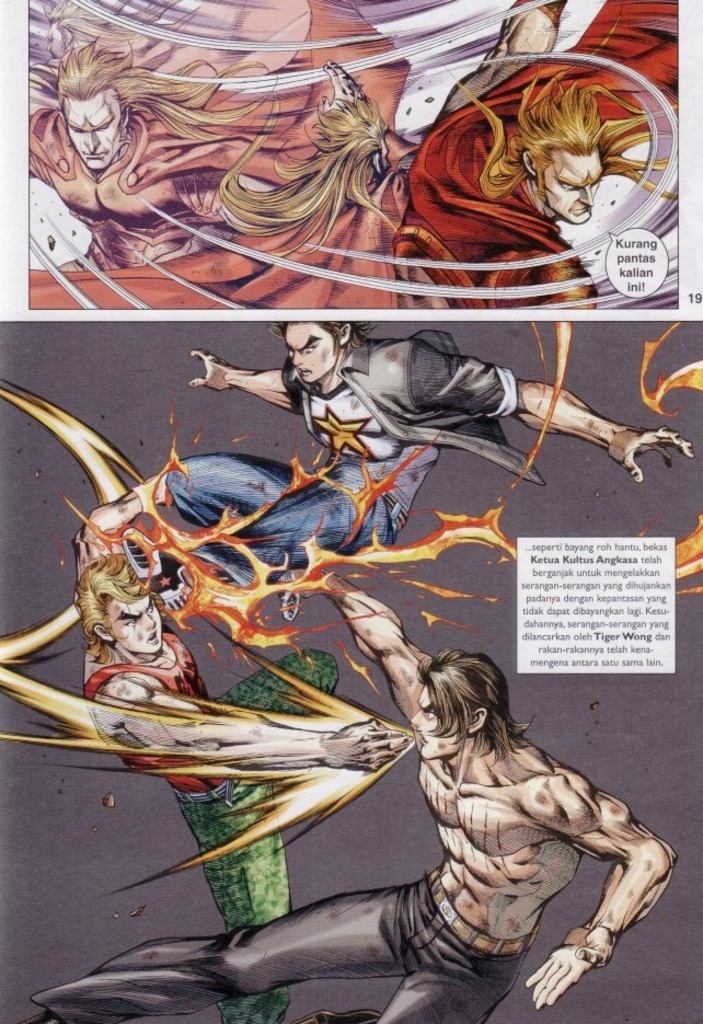 Kurang
pantas
kalian
ini!
19
...seperti bayang roh hantu, bekas
Ketua Kultus Angkasa telah
berganjak untuk mengelakkan
serangan-serangan yang dihujankan
padanya dengan kepantasan yang
tidak dapat dibayangkan lagi. Kesu-
dahannya, serangan-serangan yang
dilancarkan oleh Tiger Wong dan
rakan-rakannya telah kena-
mengena antara satu sama lain.